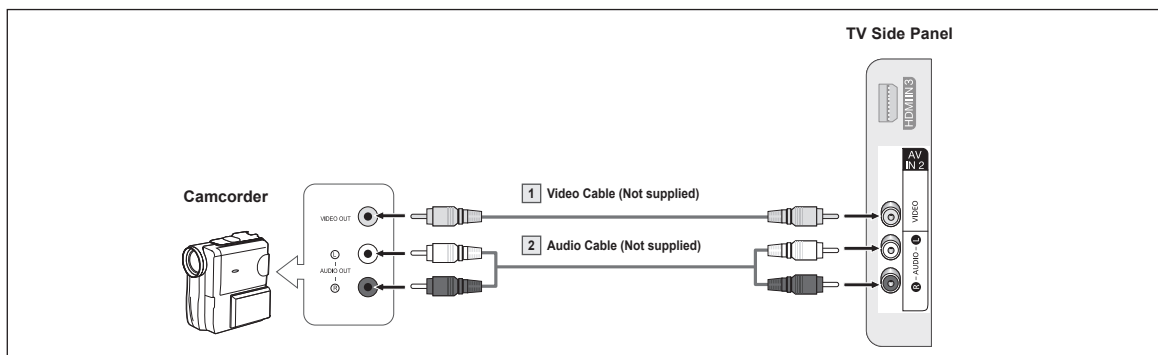 TV Side Panel
HDMI IN 3
AV
IN 2
Camcorder
1 Video Cable (Not supplied)
VIDEO OUT
VIDEO
2 Audio Cable (Not supplied)
L
AUDIO OUT
R
R - AUDIO - L